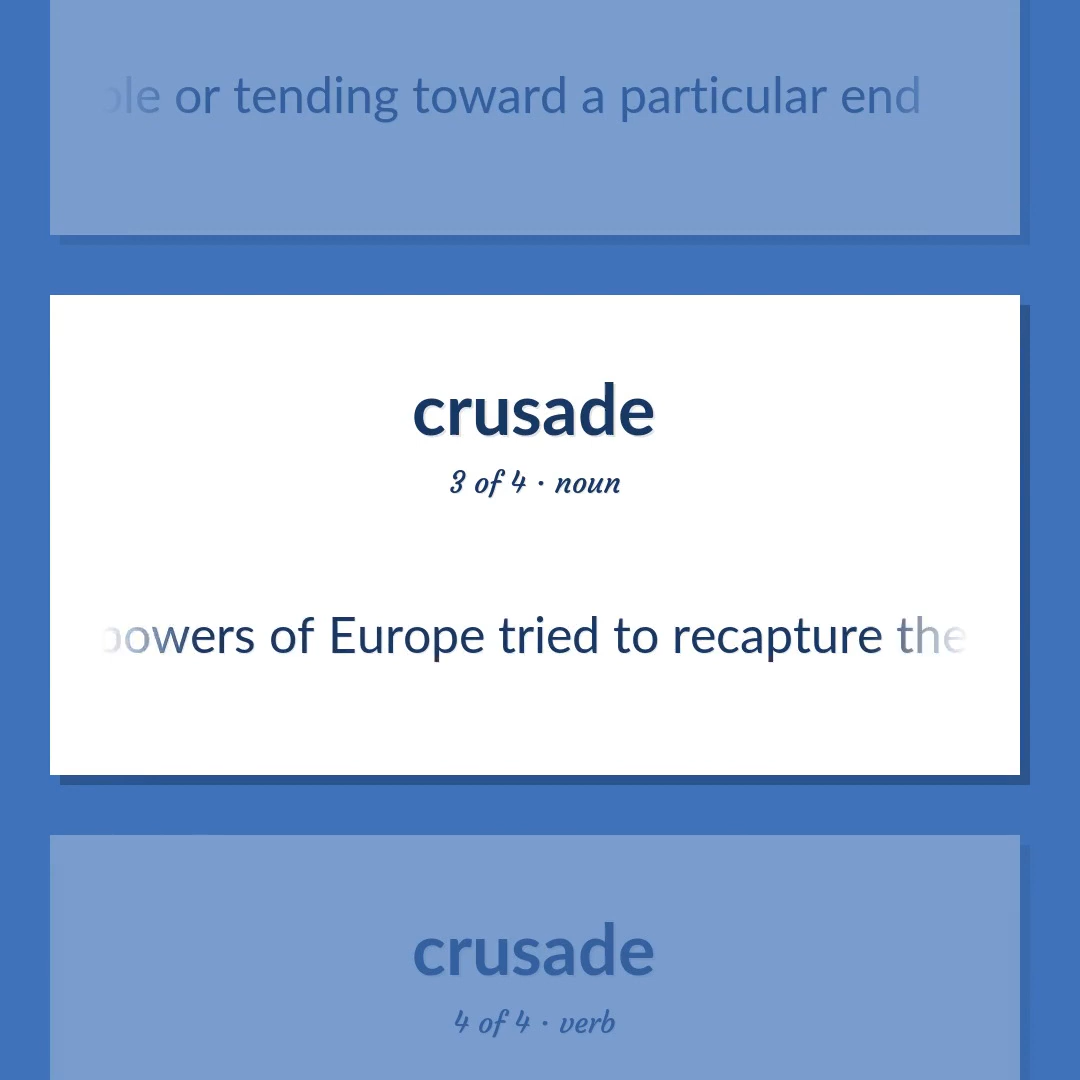 or tending toward a particular end
crusade
3 of 4 · noun
powers of Europe tried to recapture the
crusade
4 of 4 · verb